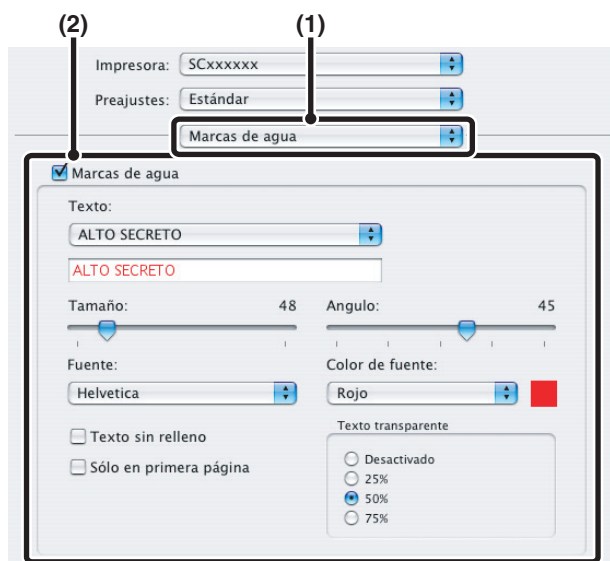 (2) (1)
Impresora: SCxxxxxx
Preajustes: Estándar
Marcas de agua
Marcas de agua
Texto:
ALTO SECRETO
ALTO SECRETO
Tamaño: 48 Angulo: 45
Fuente: Color de fuente:
Helvetica Rojo
Texto sin relleno Texto transparente
Sólo en primera página Desactivado
25%
50%
75%